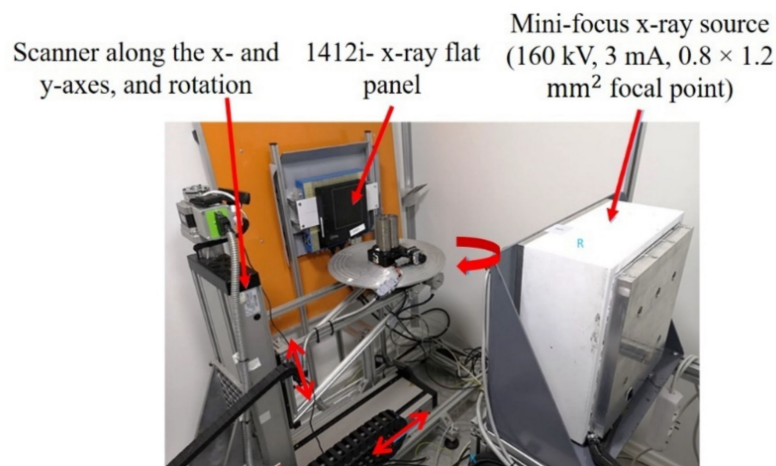 Mini-focus x-ray source
(160 kV, 3 mA, 0.8 × 1.2
mm² focal point)
Scanner along the x- and
y-axes, and rotation
1412i- x-ray flat
panel
R